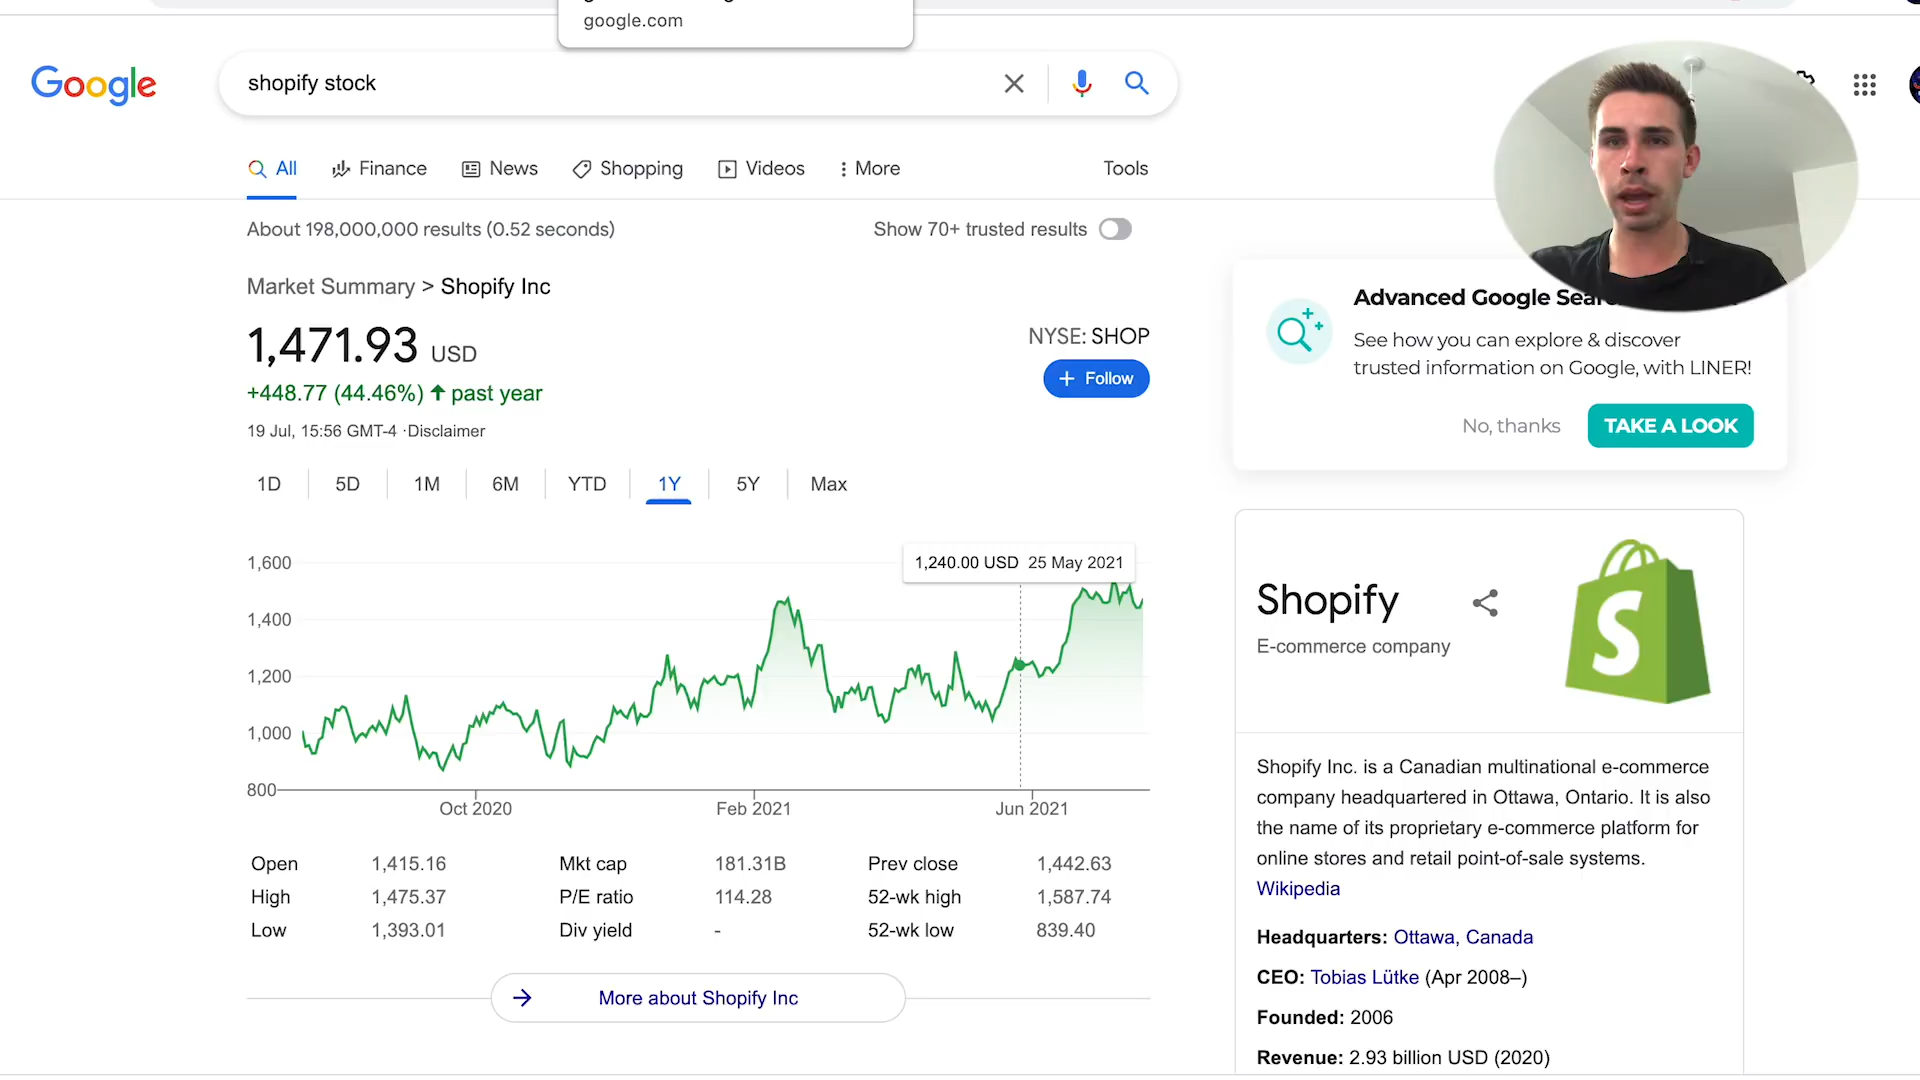 google.com
Google
shopify stock
All
Finance
News
Shopping
Videos
More
Tools
About 198,000,000 results (0.52 seconds)
Show 70+ trusted results
Market Summary > Shopify Inc
1,471.93 USD
+448.77 (44.46%) ↑ past year
19 Jul, 15:56 GMT-4 ·Disclaimer
NYSE: SHOP
+ Follow
1D
5D
1M
6M
YTD
1Y
5Y
Max
1,240.00 USD 25 May 2021
1,600
1,400
1,200
1,000
800
Oct 2020
Feb 2021
Jun 2021
Open 1,415.16
Mkt cap 181.31B
Prev close 1,442.63
High 1,475.37
P/E ratio 114.28
52-wk high 1,587.74
Low 1,393.01
Div yield -
52-wk low 839.40
More about Shopify Inc
Advanced Google
See how you can explore & discover
trusted information on Google, with LINER!
No, thanks
TAKE A LOOK
Shopify
E-commerce company
S
Shopify Inc. is a Canadian multinational e-commerce
company headquartered in Ottawa, Ontario. It is also
the name of its proprietary e-commerce platform for
online stores and retail point-of-sale systems.
Wikipedia
Headquarters: Ottawa, Canada
CEO: Tobias Lütke (Apr 2008–)
Founded: 2006
Revenue: 2.93 billion USD (2020)